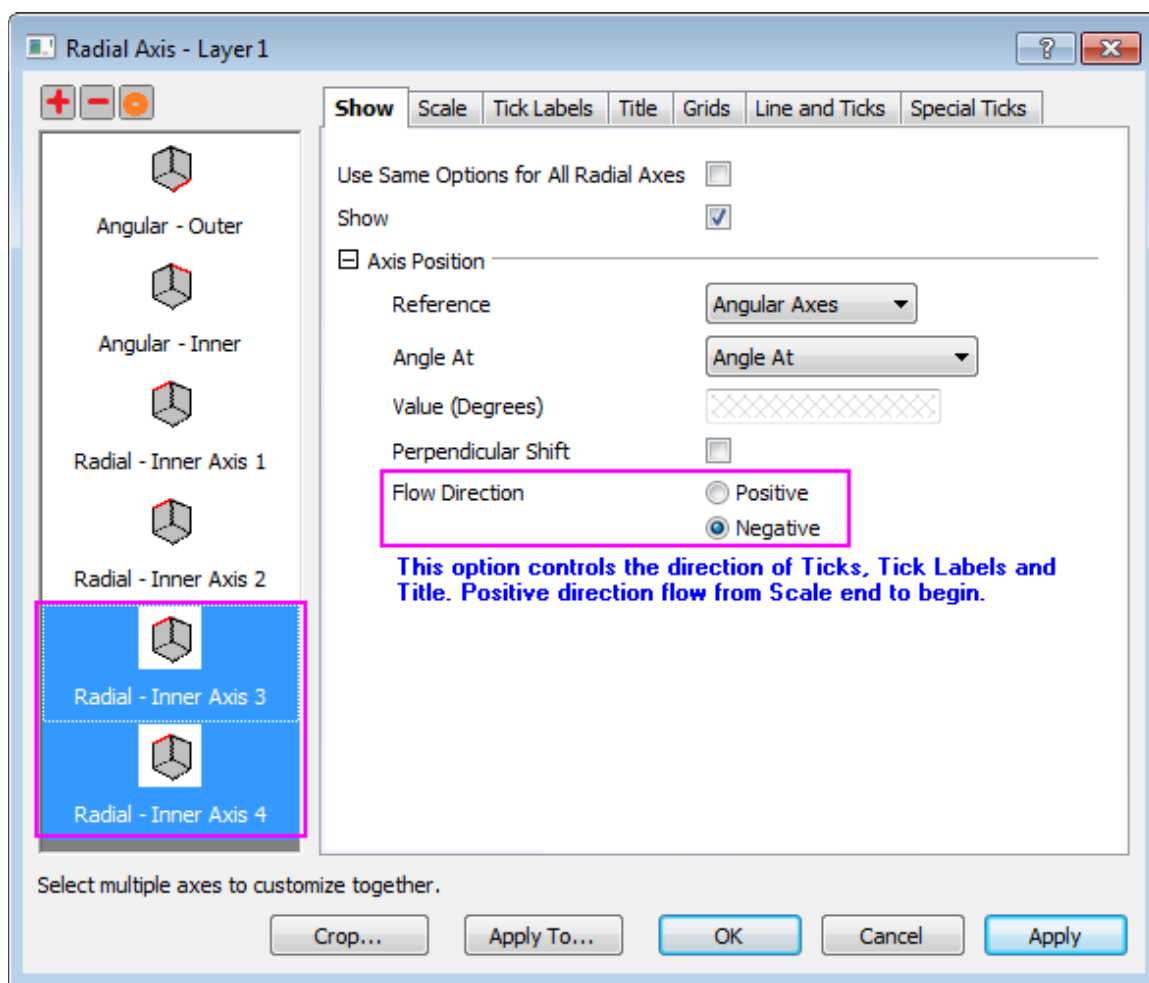 Radial Axis - Layer 1
Show Scale Tick Labels Title Grids Line and Ticks Special Ticks
Angular - Outer
Angular - Inner
Radial - Inner Axis 1
Radial - Inner Axis 2
Radial - Inner Axis 3
Radial - Inner Axis 4
Use Same Options for All Radial Axes
Show
Axis Position
Reference Angular Axes
Angle At Angle At
Value (Degrees)
Perpendicular Shift
Flow Direction Positive
Negative
This option controls the direction of Ticks, Tick Labels and
Title. Positive direction flow from Scale end to begin.
Select multiple axes to customize together.
Crop... Apply To... OK Cancel Apply